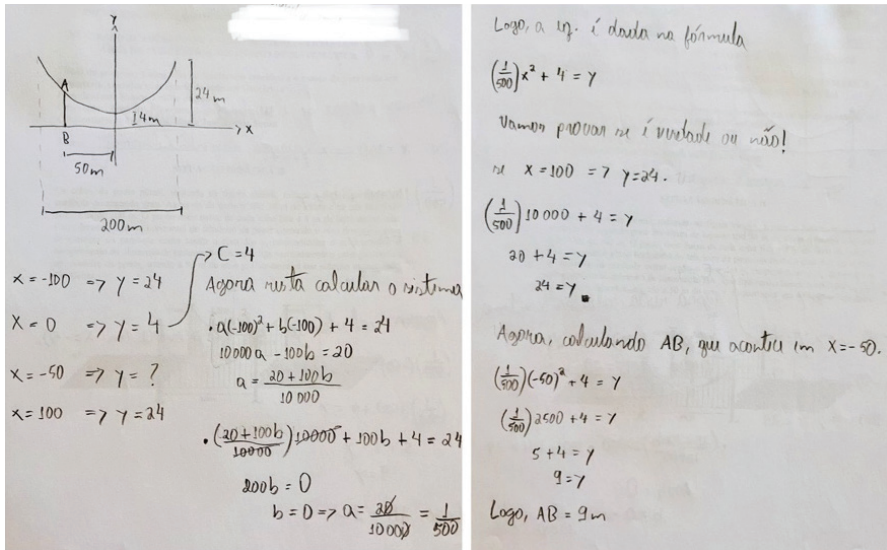 y
A
B
24m
14m
x
50m
200m
x = -100 => y = 24
x = 0 => y = 4
x = -50 => y = ?
x = 100 => y = 24
→ C = 4
Agora resta calcular o sistema
• a(-100)² + b(-100) + 4 = 24
10000a - 100b = 20
a = (20 + 100b)/10 000
• ((20 + 100b)/10000)10000 + 100b + 4 = 24
200b = 0
b = 0 => a = 20/10000 = 1/500
Logo, a eq. é dada na fórmula
(1/500)x² + 4 = y
Vamos provar se é verdade ou não!
se x = 100 => y = 24.
(1/500)10 000 + 4 = y
20 + 4 = y
24 = y.
Agora, calculando AB, que acontece em x = -50.
(1/500)(-50)² + 4 = y
(1/500)2500 + 4 = y
5 + 4 = y
9 = y
Logo, AB = 9m